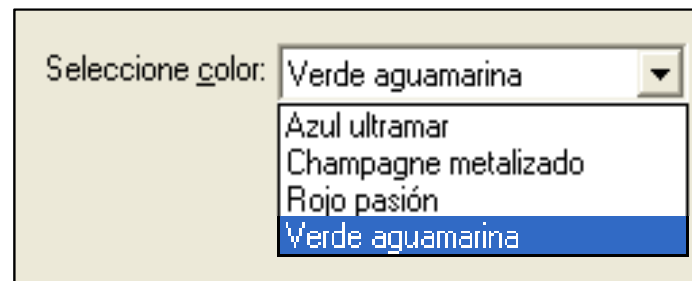 Seleccione color: Verde aguamarina
Azul ultramar
Champagne metalizado
Rojo pasión
Verde aguamarina